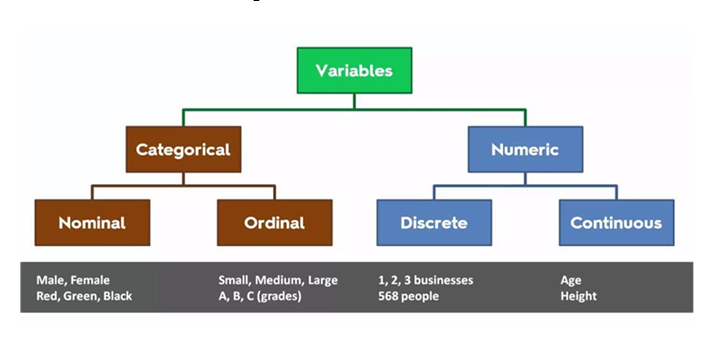 Variables
Categorical
Numeric
Nominal
Ordinal
Discrete
Continuous
Male, Female
Red, Green, Black
Small, Medium, Large
A, B, C (grades)
1, 2, 3 businesses
568 people
Age
Height